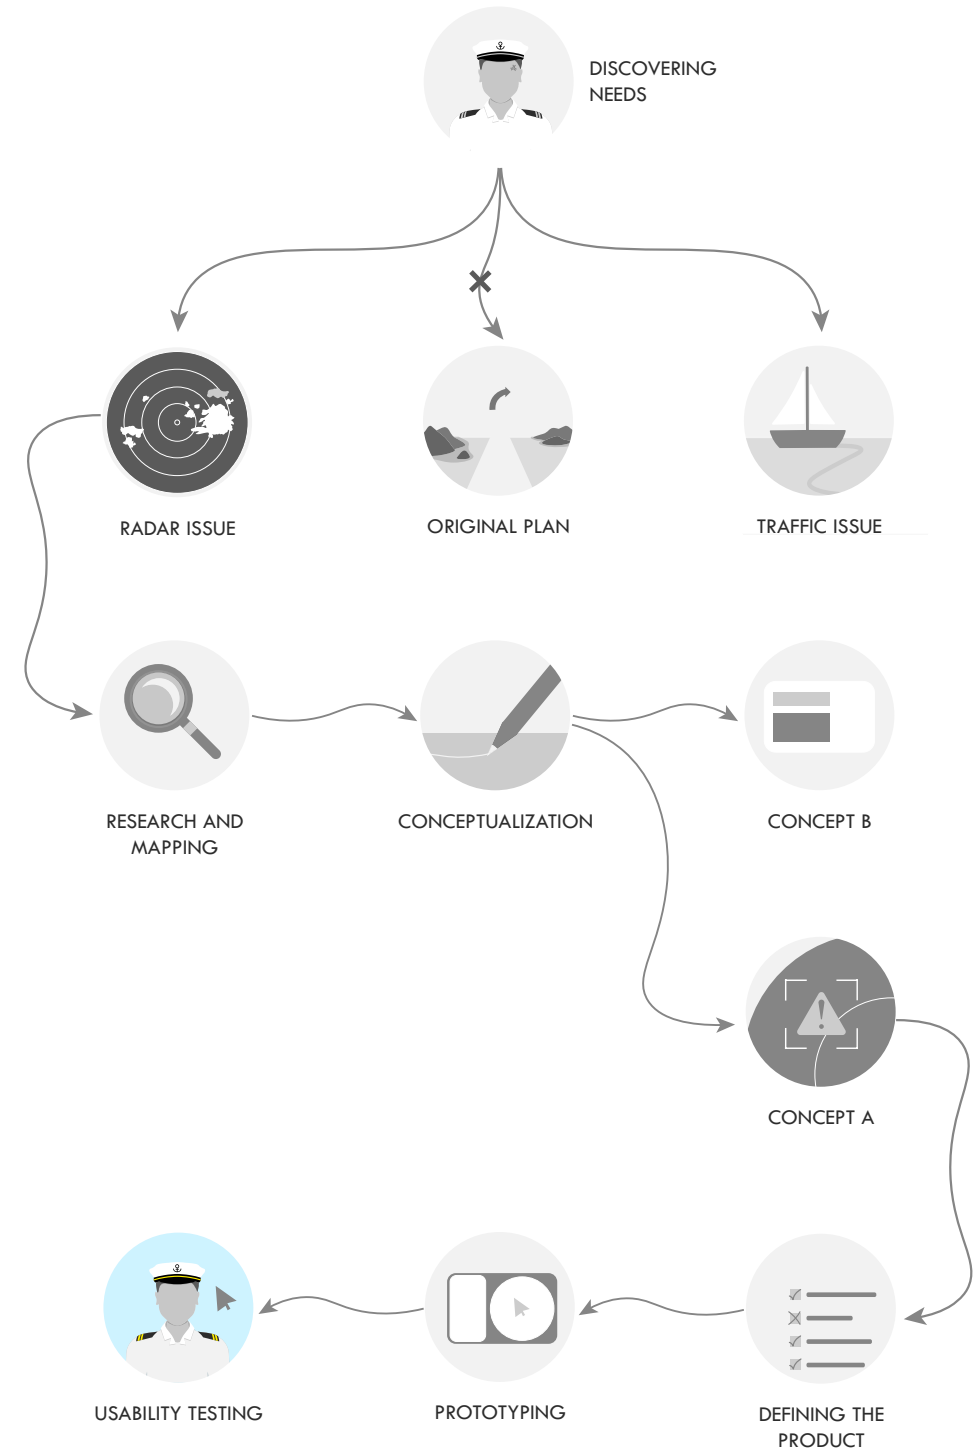 DISCOVERING
NEEDS
RADAR ISSUE
ORIGINAL PLAN
TRAFFIC ISSUE
RESEARCH AND
MAPPING
CONCEPTUALIZATION
CONCEPT B
CONCEPT A
USABILITY TESTING
PROTOTYPING
DEFINING THE
PRODUCT